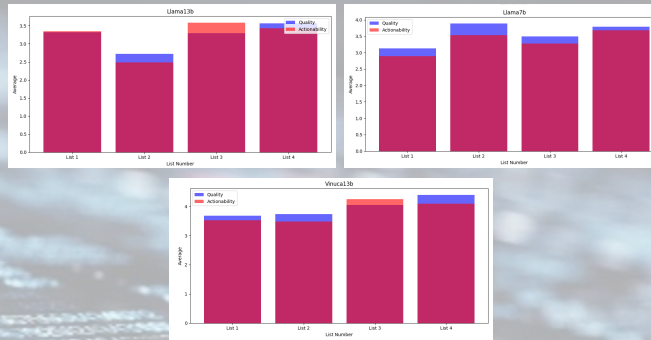 Llama13b
Quality
Actionability
Average
3.5
3.0
2.5
2.0
1.5
1.0
0.5
0.0
List 1
List 2
List 3
List 4
List Number
Llama7b
Quality
Actionability
Average
4.0
3.5
3.0
2.5
2.0
1.5
1.0
0.5
0.0
List 1
List 2
List 3
List 4
List Number
Vinuca13b
Quality
Actionability
Average
4
3
2
1
0
List 1
List 2
List 3
List 4
List Number